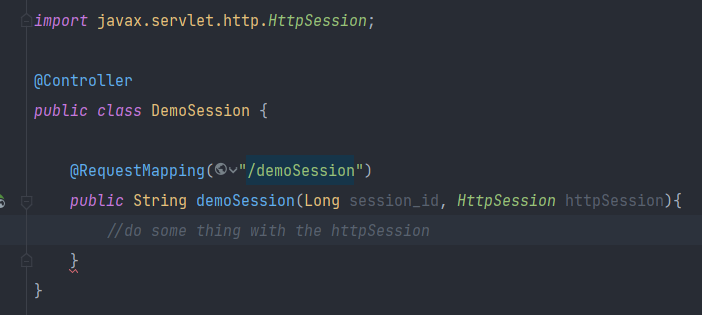 import javax.servlet.http.HttpSession;
@Controller
public class DemoSession {
@RequestMapping("/demoSession")
public String demoSession(Long session_id, HttpSession httpSession){
//do some thing with the httpSession
}
}